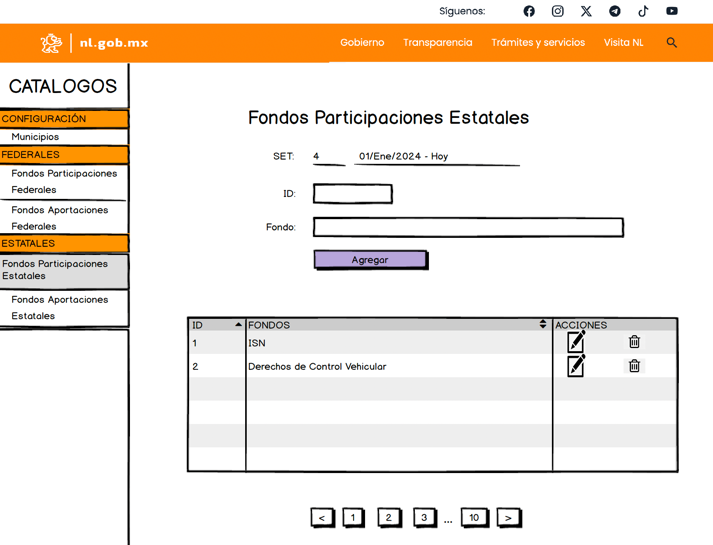 Síguenos:
nl.gob.mx
Gobierno Transparencia Trámites y servicios Visita NL
CATALOGOS
CONFIGURACIÓN
Municipios
FEDERALES
Fondos Participaciones
Federales
Fondos Aportaciones
Federales
ESTATALES
Fondos Participaciones
Estatales
Fondos Aportaciones
Estatales
Fondos Participaciones Estatales
SET: 4 01/Ene/2024 - Hoy
ID:
Fondo:
Agregar
ID FONDOS ACCIONES
1 ISN
2 Derechos de Control Vehicular
< 1 2 3 ... 10 >